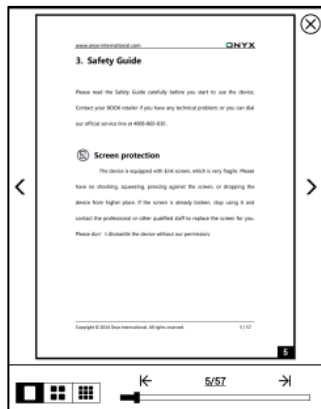 www.onyx-international.com ONYX
3. Safety Guide
Please read the Safety Guide carefully before you start to use the device.
Contact your BOOX retailer if you have any technical problem; or you can dial
our official service line at 4008-860-830 .
Screen protection
The device is equipped with Eink screen, which is very fragile. Please
have no shocking, squeezing, pressing against the screen, or dropping the
device from higher place. If the screen is already broken, stop using it and
contact the professional or other qualified staff to replace the screen for you.
Please don' t dismantle the device without our permission;
Copyright © 2014 Onyx International. All rights reserved. 5 / 57
5
5/57